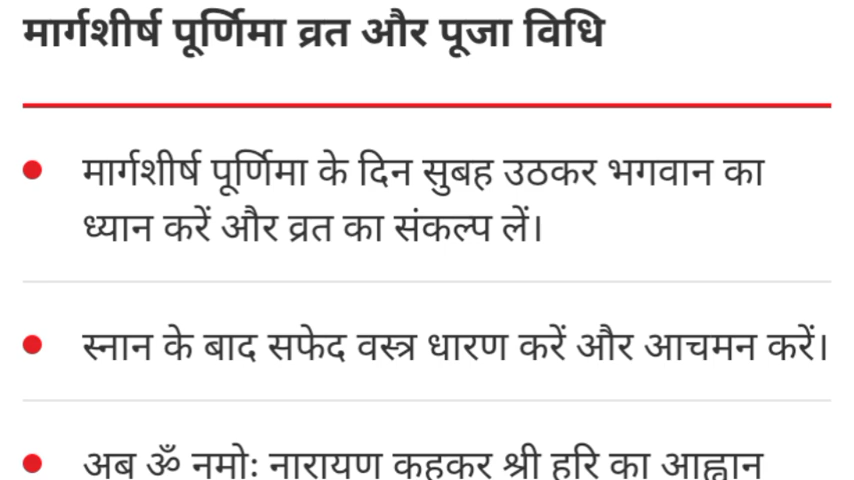 मार्गशीर्ष पूर्णिमा व्रत और पूजा विधि
मार्गशीर्ष पूर्णिमा के दिन सुबह उठकर भगवान का
ध्यान करें और व्रत का संकल्प लें।
स्नान के बाद सफेद वस्त्र धारण करें और आचमन करें।
अब ॐ नमोः नारायण कहकर श्री हरि का आह्वान